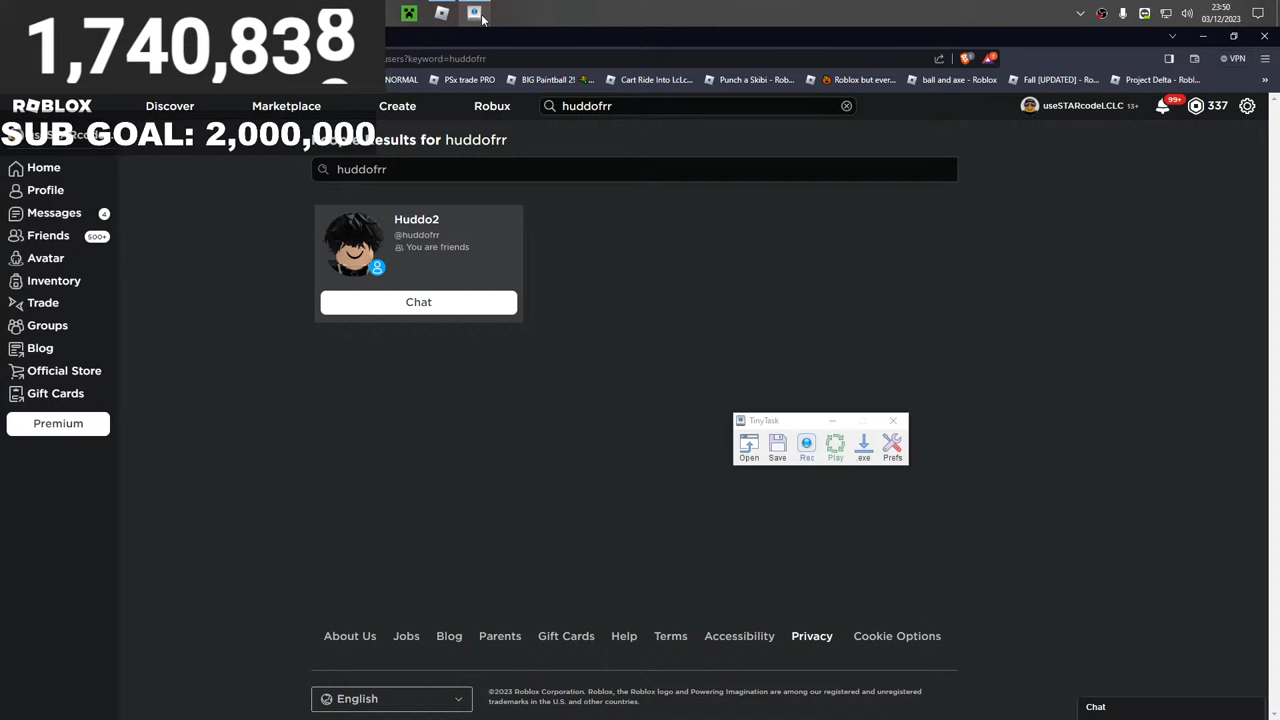 1,740,838
SUB GOAL: 2,000,000
23:50
03/12/2023
users?keyword=huddofrr
VPN
NORMAL
PSx trade PRO
BIG Paintball 2!
Cart Ride Into LcLc...
Punch a Skibi - Rob...
Roblox but ever...
ball and axe - Roblox
Fall [UPDATED] - Ro...
Project Delta - Robl...
ROBLOX
Discover
Marketplace
Create
Robux
huddofrr
useSTARcodeLCLC 13+
99+
337
Results for huddofrr
huddofrr
Home
Profile
Messages 4
Friends 500+
Avatar
Inventory
Trade
Groups
Blog
Official Store
Gift Cards
Premium
Huddo2
@huddofrr
You are friends
Chat
TinyTask
Open Save Rec Play .exe Prefs
About Us Jobs Blog Parents Gift Cards Help Terms Accessibility Privacy Cookie Options
English
©2023 Roblox Corporation. Roblox, the Roblox logo and Powering Imagination are among our registered and unregistered
trademarks in the U.S. and other countries.
Chat